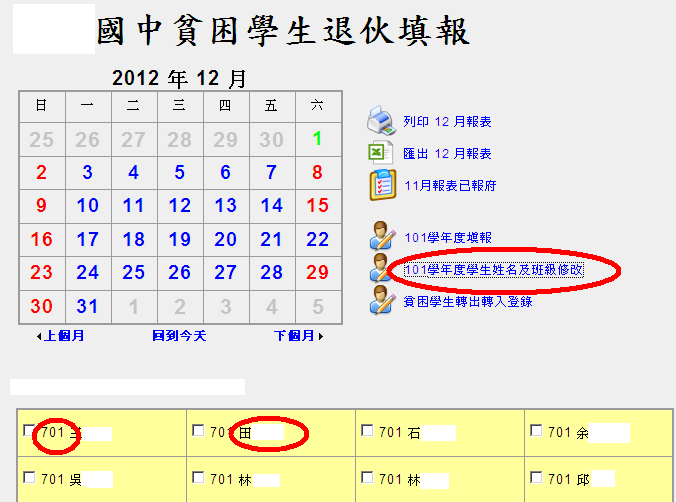 國中貧困學生退伙填報
2012 年 12 月
日 一 二 三 四 五 六
25 26 27 28 29 30 1
2 3 4 5 6 7 8
9 10 11 12 13 14 15
16 17 18 19 20 21 22
23 24 25 26 27 28 29
30 31 1 2 3 4 5
上個月 回到今天 下個月
列印 12 月報表
匯出 12 月報表
11月報表已報府
101學年度填報
101學年度學生姓名及班級修改
貧困學生轉出轉入登錄
701 701 田 701 石 701 余
701 吳 701 林 701 林 701 邱